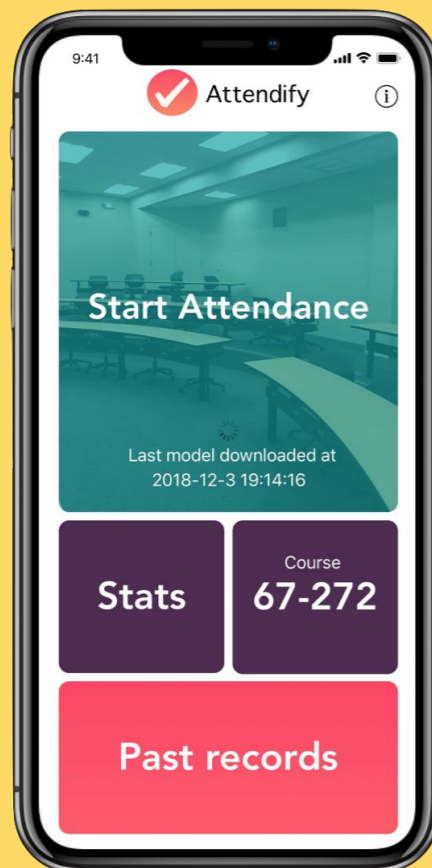 9:41
Attendify
Start Attendance
Last model downloaded at
2018-12-3 19:14:16
Stats
Course
67-272
Past records